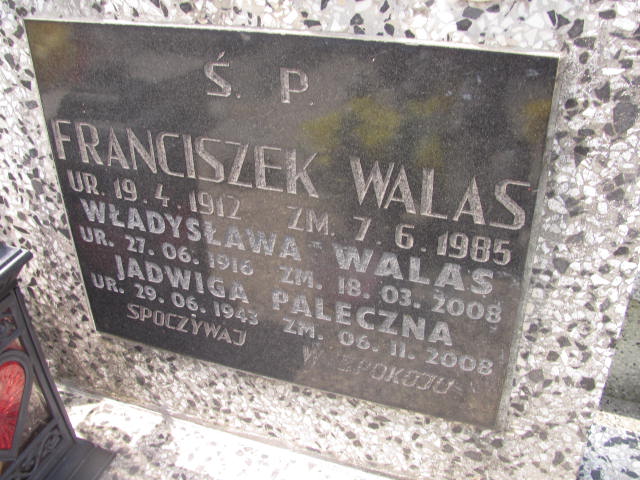 Ś. P.
FRANCISZEK WALAS
UR. 19. 4. 1912 ZM. 7. 6. 1985
WŁADYSŁAWA WALAS
UR. 27. 06. 1916 ZM. 18. 03. 2008
JADWIGA PALECZNA
UR. 29. 06. 1943 ZM. 06. 11. 2008
SPOCZYWAJ W SPOKOJU